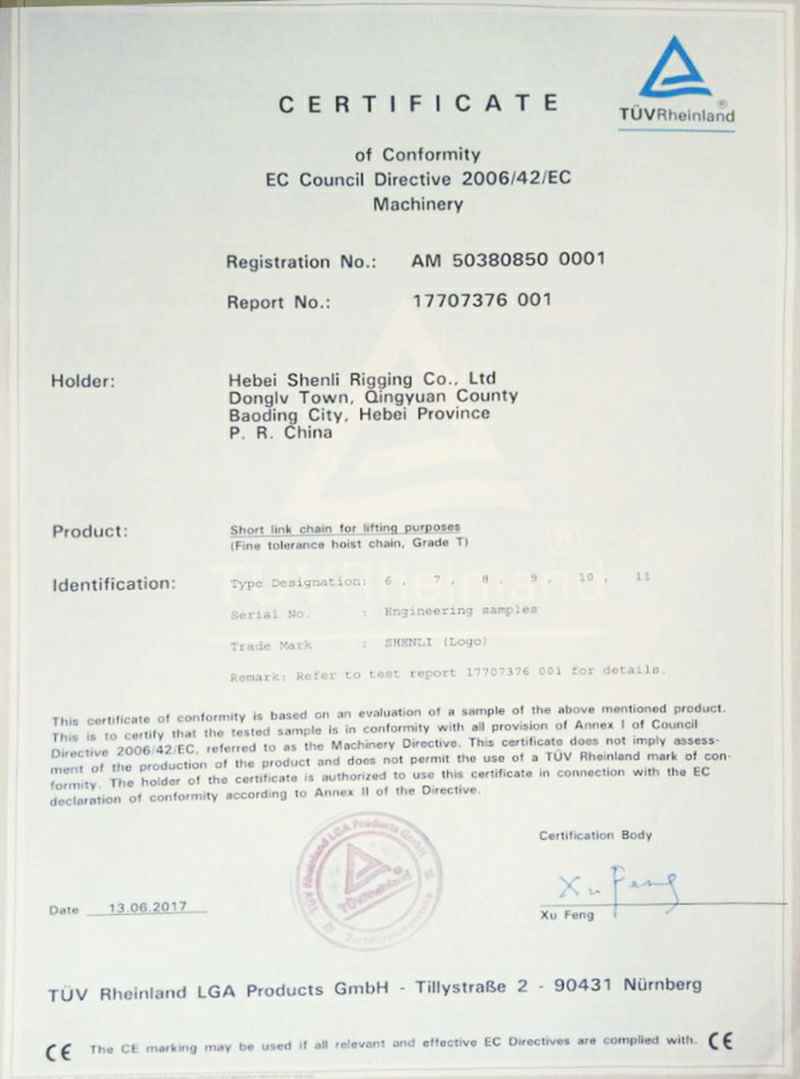 TÜVRheinland®
CERTIFICATE
of Conformity
EC Council Directive 2006/42/EC
Machinery
Registration No.: AM 50380850 0001
Report No.: 17707376 001
Holder: Hebei Shenli Rigging Co., Ltd
Donglv Town, Qingyuan County
Baoding City, Hebei Province
P. R. China
Product: Short link chain for lifting purposes
(Fine tolerance hoist chain, Grade T)
Identification: Type Designation: 6 , 7 , 8 , 9 , 10 , 11
Serial No. : Engineering samples
Trade Mark : SHENLI (Logo)
Remark: Refer to test report 17707376 001 for details.
This certificate of conformity is based on an evaluation of a sample of the above mentioned product.
This is to certify that the tested sample is in conformity with all provision of Annex I of Council
Directive 2006/42/EC, referred to as the Machinery Directive. This certificate does not imply assess-
ment of the production of the product and does not permit the use of a TÜV Rheinland mark of con-
formity. The holder of the certificate is authorized to use this certificate in connection with the EC
declaration of conformity according to Annex II of the Directive.
Certification Body
TÜV Rheinland LGA Products GmbH
TÜVRheinland
Xu Feng
Date 13.06.2017
Xu Feng
TÜV Rheinland LGA Products GmbH - Tillystraße 2 - 90431 Nürnberg
CE The CE marking may be used if all relevant and effective EC Directives are complied with. CE